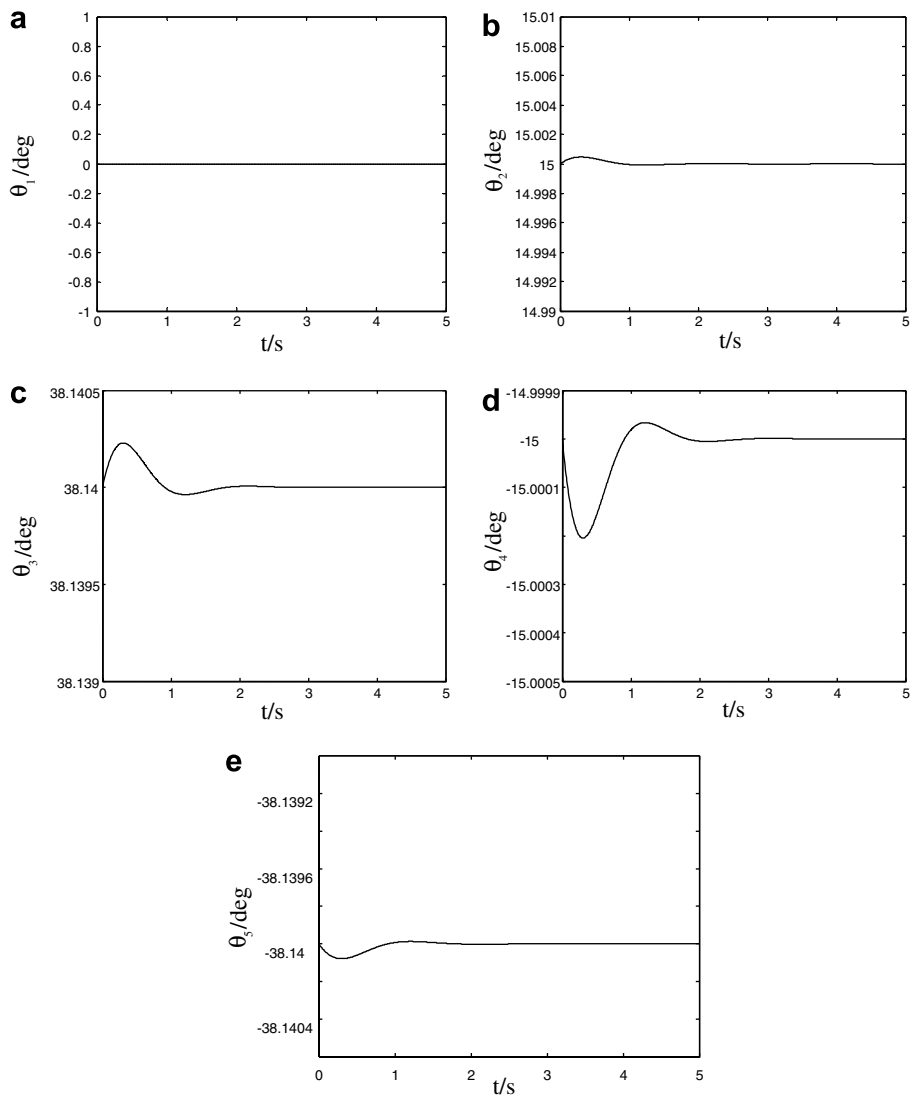 a
1
0.8
0.6
0.4
0.2
0
-0.2
-0.4
-0.6
-0.8
-1
θ₁/deg
0 1 2 3 4 5
t/s
b
15.01
15.008
15.006
15.004
15.002
15
14.998
14.996
14.994
14.992
14.99
θ₂/deg
0 1 2 3 4 5
t/s
c
38.1405
38.14
38.1395
38.139
θ₃/deg
0 1 2 3 4 5
t/s
d
-14.9999
-15
-15.0001
-15.0003
-15.0004
-15.0005
θ₄/deg
0 1 2 3 4 5
t/s
e
-38.1392
-38.1396
-38.14
-38.1404
θ₅/deg
0 1 2 3 4 5
t/s